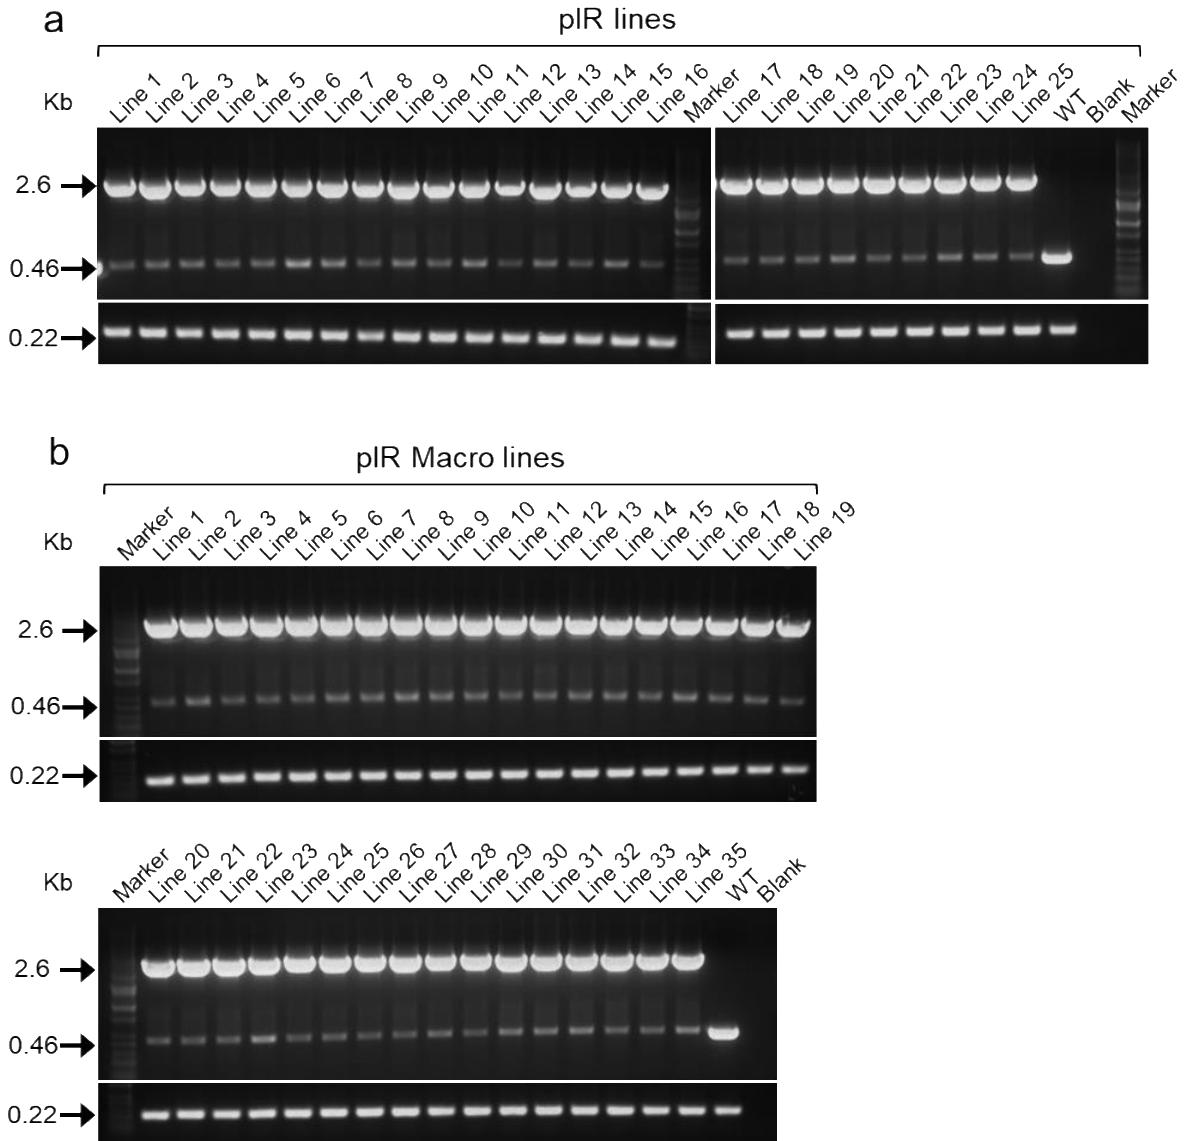 a
pIR lines
Kb
Line 1 Line 2 Line 3 Line 4 Line 5 Line 6 Line 7 Line 8 Line 9 Line 10 Line 11 Line 12 Line 13 Line 14 Line 15 Line 16 Marker Line 17 Line 18 Line 19 Line 20 Line 21 Line 22 Line 23 Line 24 Line 25 WT Blank Marker
2.6
0.46
0.22
b
pIR Macro lines
Kb
Marker Line 1 Line 2 Line 3 Line 4 Line 5 Line 6 Line 7 Line 8 Line 9 Line 10 Line 11 Line 12 Line 13 Line 14 Line 15 Line 16 Line 17 Line 18 Line 19
2.6
0.46
0.22
Kb
Marker Line 20 Line 21 Line 22 Line 23 Line 24 Line 25 Line 26 Line 27 Line 28 Line 29 Line 30 Line 31 Line 32 Line 33 Line 34 Line 35 WT Blank
2.6
0.46
0.22